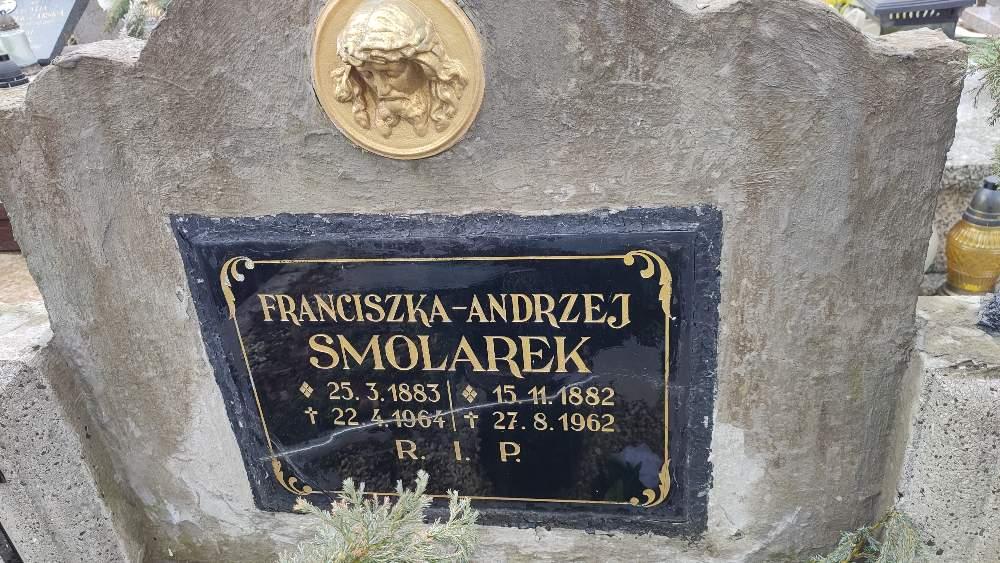 FRANCISZKA-ANDRZEJ
SMOLAREK
❖ 25.3.1883 | ❖ 15.11.1882
✝ 22.4.1964 | ✝ 27.8.1962
R. I. P.